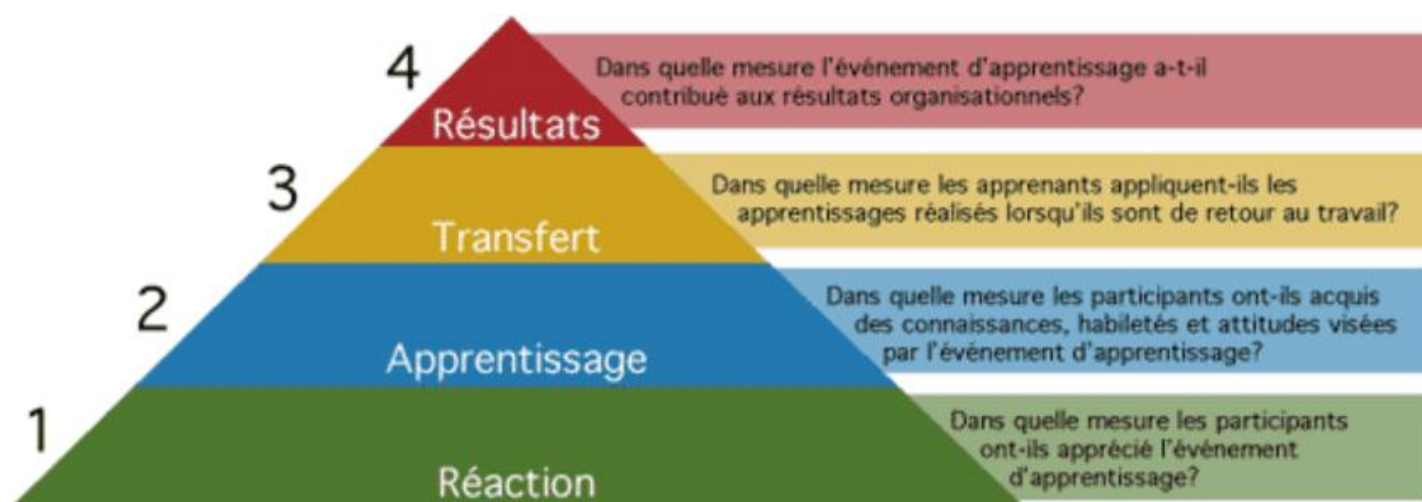 4
Résultats
Dans quelle mesure l'événement d'apprentissage a-t-il
contribué aux résultats organisationnels?
3
Transfert
Dans quelle mesure les apprenants appliquent-ils les
apprentissages réalisés lorsqu'ils sont de retour au travail?
2
Apprentissage
Dans quelle mesure les participants ont-ils acquis
des connaissances, habiletés et attitudes visées
par l'événement d'apprentissage?
1
Réaction
Dans quelle mesure les participants
ont-ils apprécié l'événement
d'apprentissage?